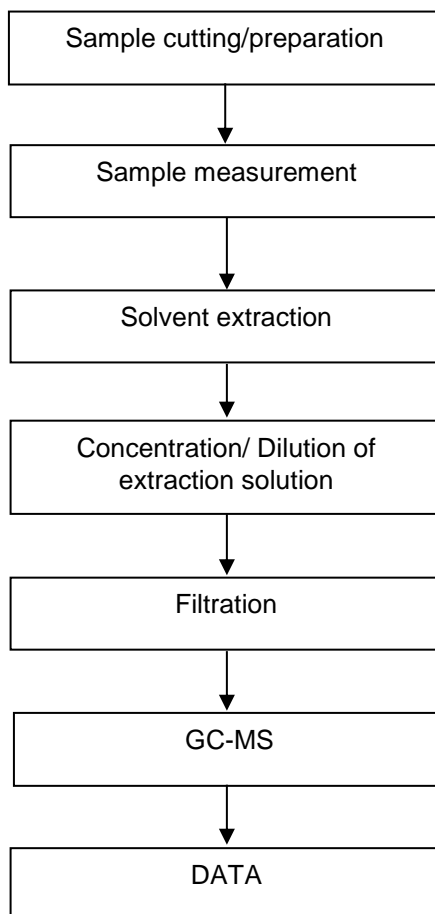 Sample cutting/preparation
Sample measurement
Solvent extraction
Concentration/ Dilution of
extraction solution
Filtration
GC-MS
DATA